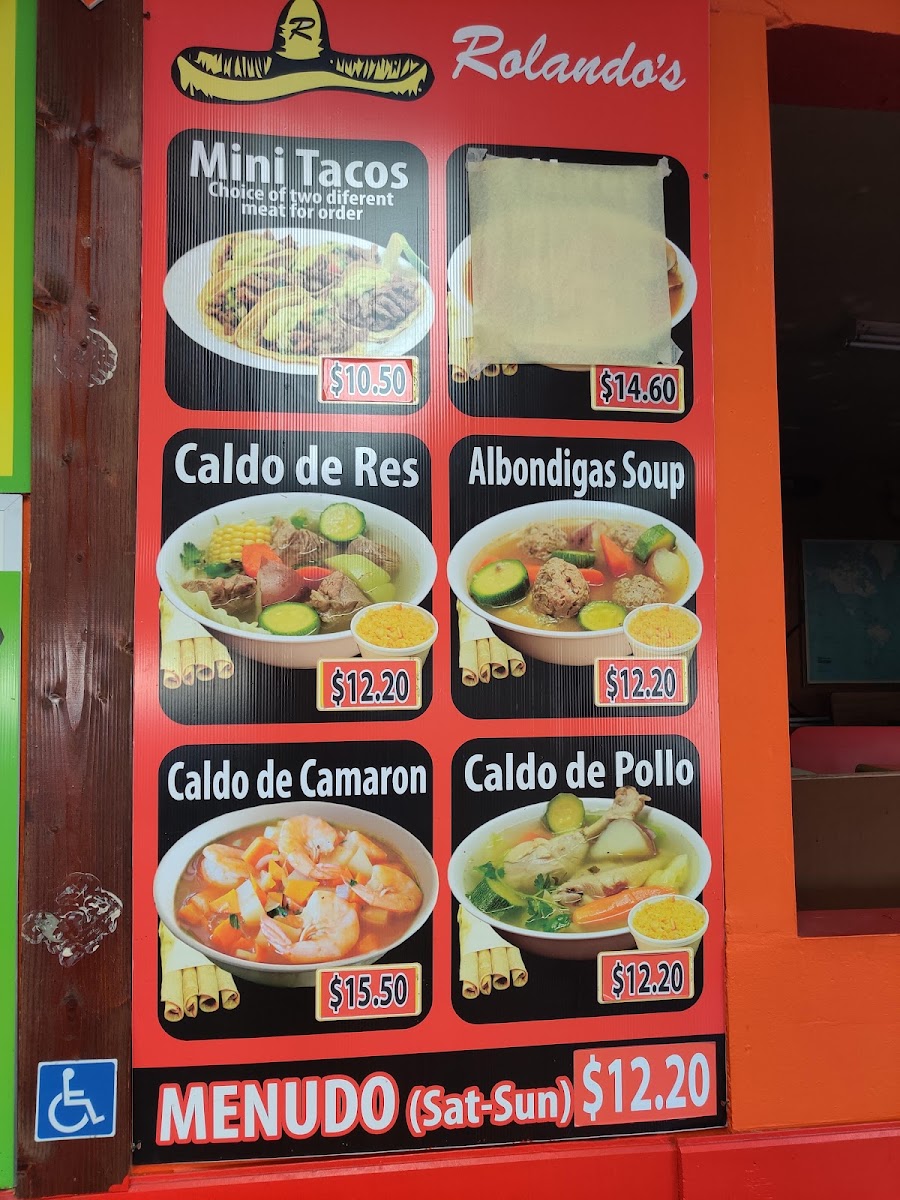 R
Rolando's
Mini Tacos
Choice of two diferent
meat for order
$10.50
$14.60
Caldo de Res
$12.20
Albondigas Soup
$12.20
Caldo de Camaron
$15.50
Caldo de Pollo
$12.20
MENUDO (Sat-Sun) $12.20